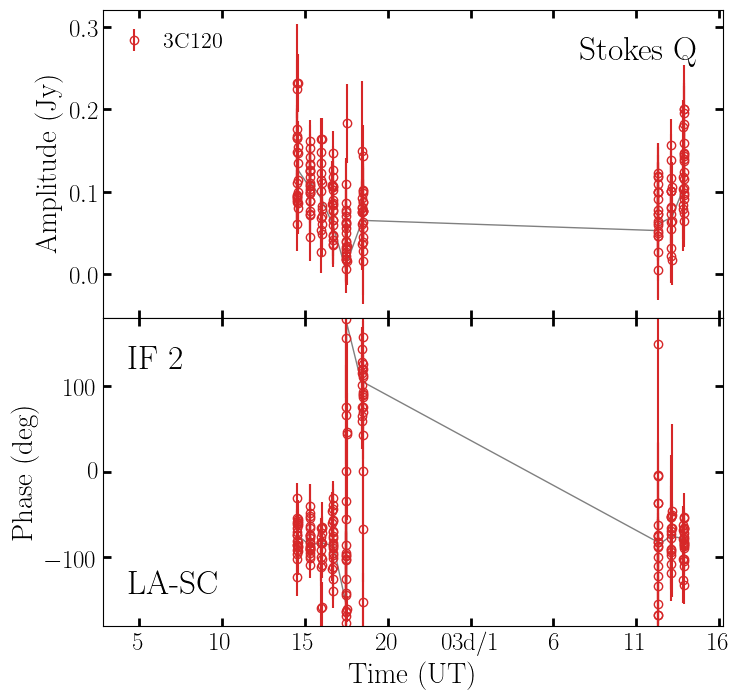 3C120
Stokes Q
0.3
0.2
0.1
0.0
Amplitude (Jy)
IF 2
100
0
−100
Phase (deg)
LA-SC
5 10 15 20 03d/1 6 11 16
Time (UT)